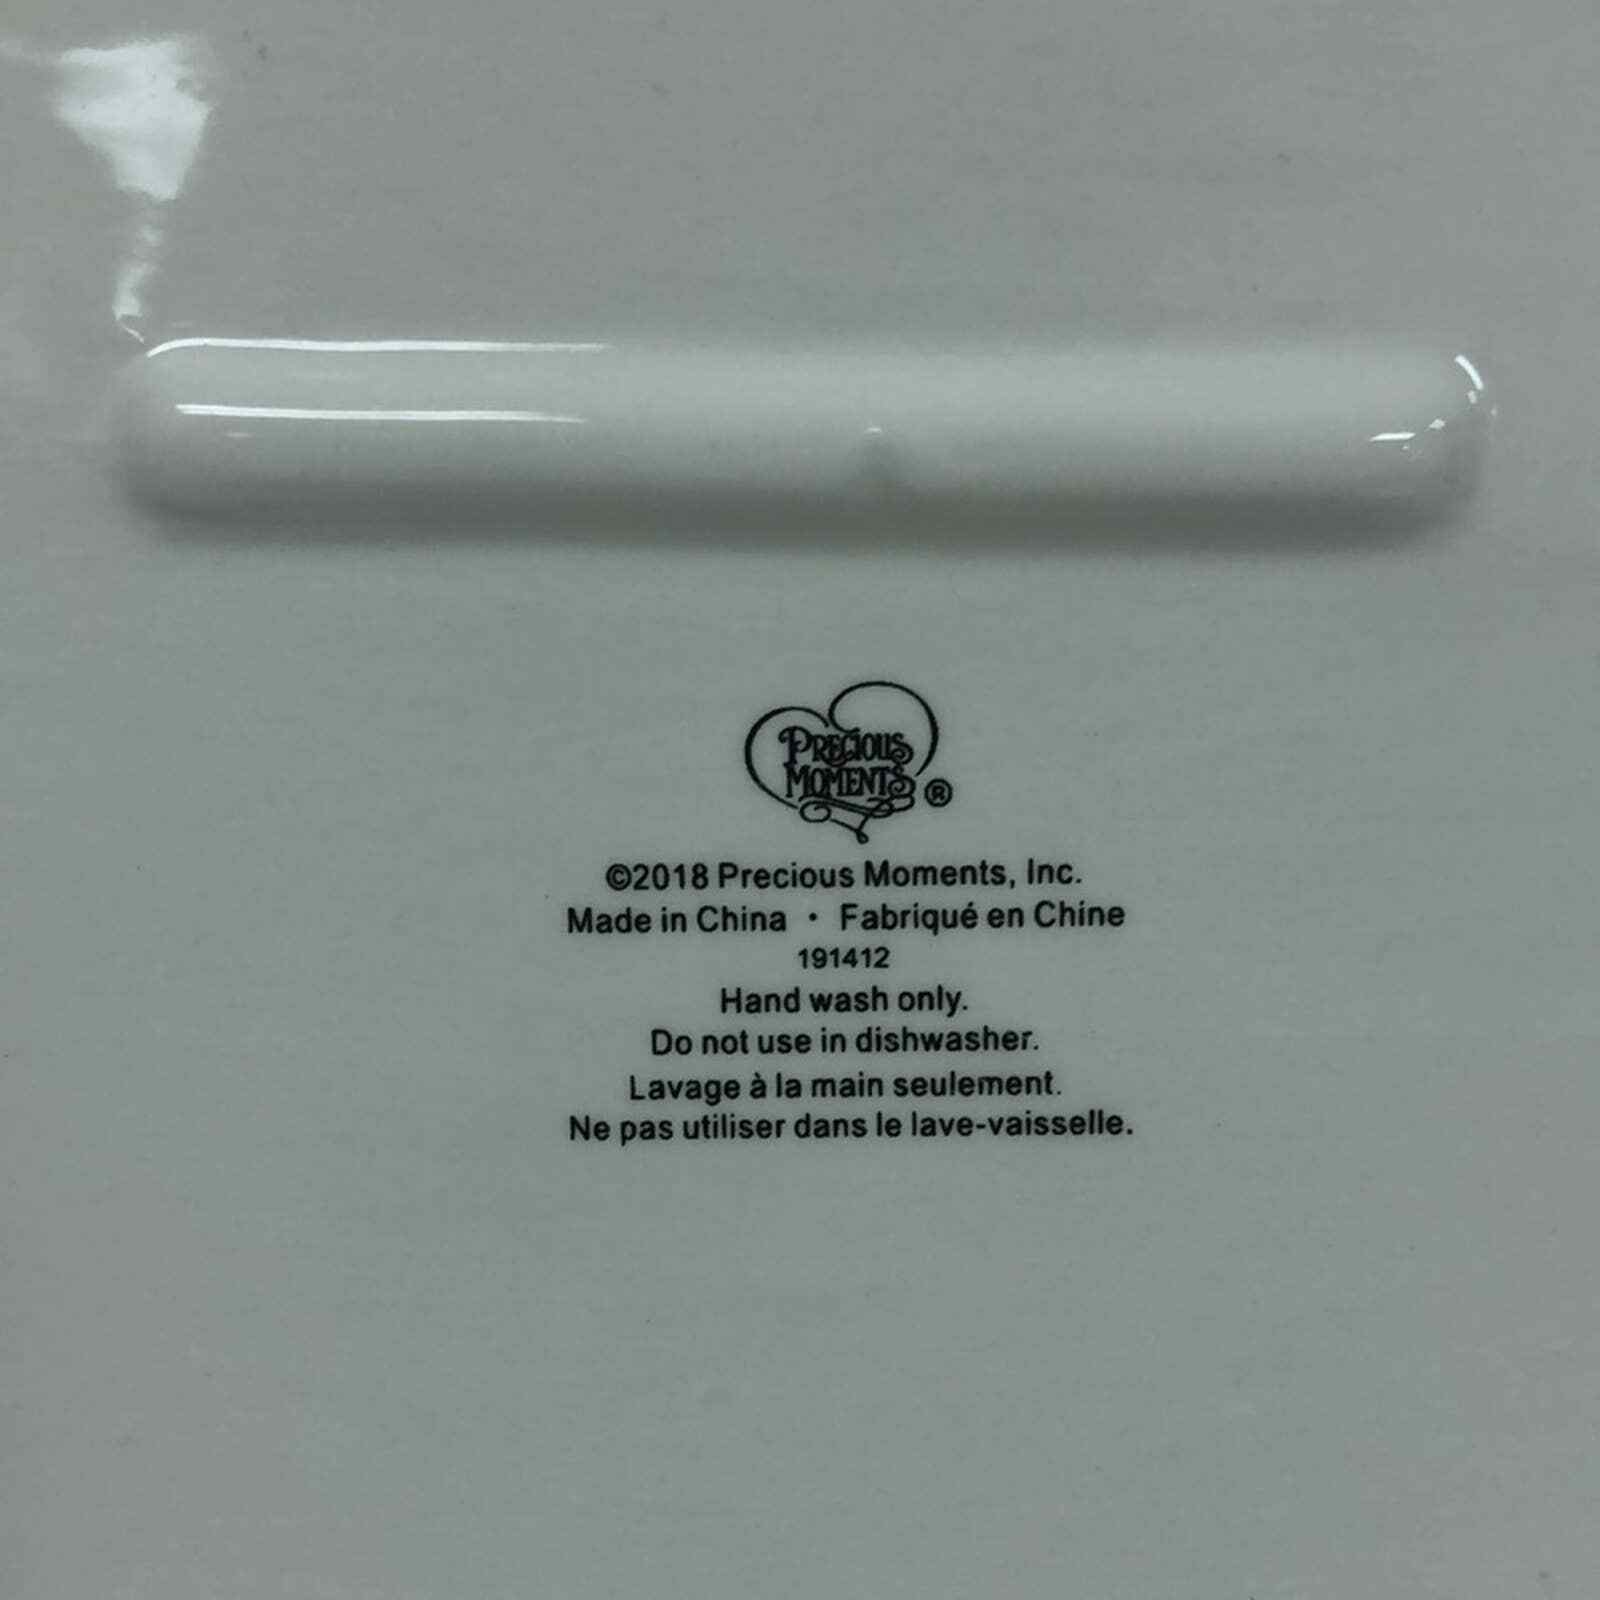 PRECIOUS
MOMENTS®
©2018 Precious Moments, Inc.
Made in China • Fabriqué en Chine
191412
Hand wash only.
Do not use in dishwasher.
Lavage à la main seulement.
Ne pas utiliser dans le lave-vaisselle.